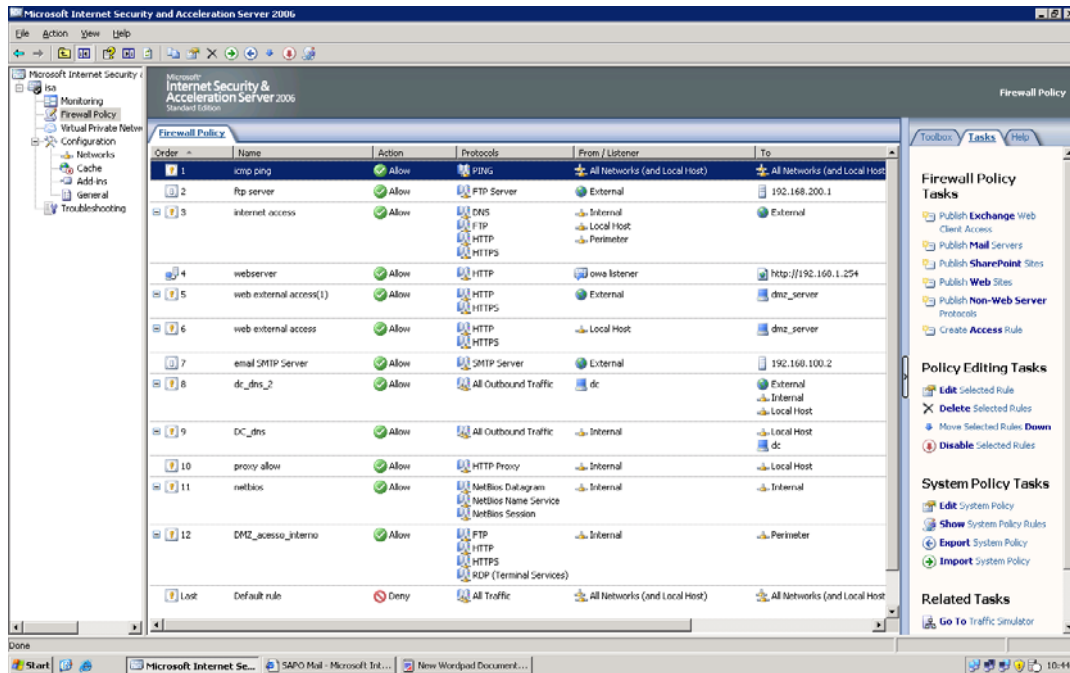 Microsoft Internet Security and Acceleration Server 2006
File Action View Help
Microsoft Internet Security a
isa
Monitoring
Firewall Policy
Virtual Private Netwo
Configuration
Networks
Cache
Add-ins
General
Troubleshooting
Microsoft
Internet Security &
Acceleration Server 2006
Standard Edition
Firewall Policy
Firewall Policy
Order Name Action Protocols From / Listener To
1 icmp ping Allow PING All Networks (and Local Host) All Networks (and Local Host
2 ftp server Allow FTP Server External 192.168.200.1
3 internet access Allow DNS Internal External
FTP Local Host
HTTP Perimeter
HTTPS
4 webserver Allow HTTP owa listener http://192.168.1.254
5 web external access(1) Allow HTTP External dmz_server
HTTPS
6 web external access Allow HTTP Local Host dmz_server
HTTPS
7 email SMTP Server Allow SMTP Server External 192.168.100.2
8 dc_dns_2 Allow All Outbound Traffic dc External
Internal
Local Host
9 DC_dns Allow All Outbound Traffic Internal Local Host
dc
10 proxy allow Allow HTTP Proxy Internal Local Host
11 netbios Allow NetBios Datagram Internal Internal
NetBios Name Service
NetBios Session
12 DMZ_acesso_interno Allow FTP Internal Perimeter
HTTP
HTTPS
RDP (Terminal Services)
Last Default rule Deny All Traffic All Networks (and Local Host) All Networks (and Local Host
Toolbox Tasks Help
Firewall Policy
Tasks
Publish Exchange Web
Client Access
Publish Mail Servers
Publish SharePoint Sites
Publish Web Sites
Publish Non-Web Server
Protocols
Create Access Rule
Policy Editing Tasks
Edit Selected Rule
Delete Selected Rules
Move Selected Rules Down
Disable Selected Rules
System Policy Tasks
Edit System Policy
Show System Policy Rules
Export System Policy
Import System Policy
Related Tasks
Go To Traffic Simulator
Done
Start Microsoft Internet Se... SAPO Mail - Microsoft Int... New Wordpad Document... 10:44